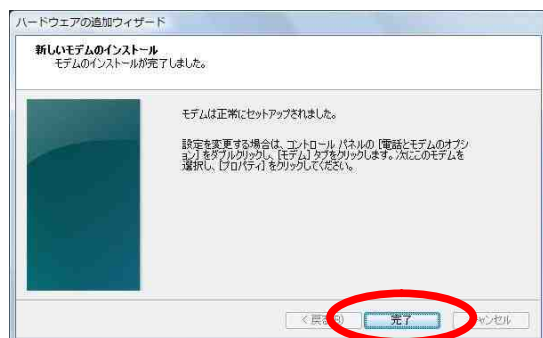 ハードウェアの追加ウィザード
新しいモデムのインストール
モデムのインストールが完了しました。
モデムは正常にセットアップされました。
設定を変更する場合は、コントロール パネルの [電話とモデムのオプシ
ョン] をダブルクリックし、[モデム] タブをクリックします。次にこのモデムを
選択し、[プロパティ] をクリックしてください。
完了